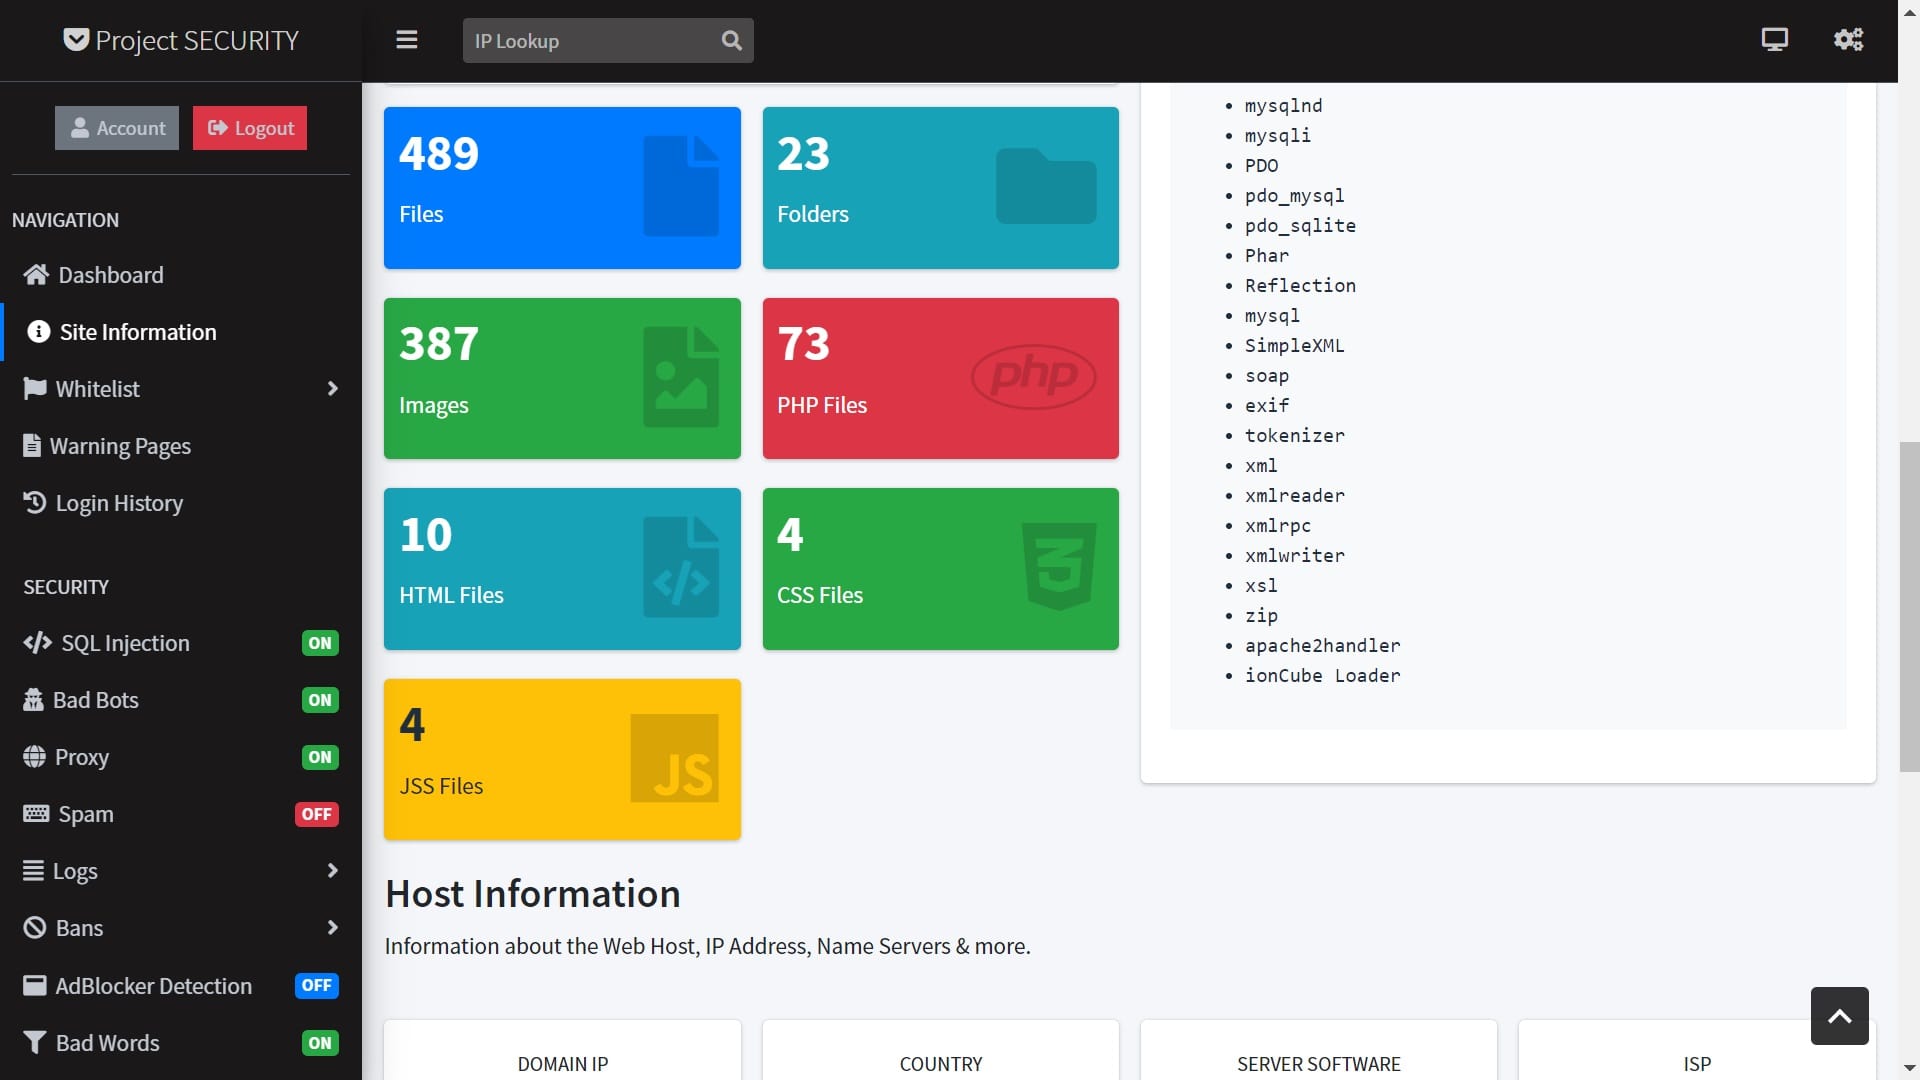 Project SECURITY
IP Lookup
Account
Logout
NAVIGATION
Dashboard
Site Information
Whitelist
Warning Pages
Login History
SECURITY
SQL Injection ON
Bad Bots ON
Proxy ON
Spam OFF
Logs
Bans
AdBlocker Detection OFF
Bad Words ON
489
Files
23
Folders
387
Images
73
PHP Files
php
10
HTML Files
4
CSS Files
4
JSS Files
JS
mysqlnd
mysqli
PDO
pdo_mysql
pdo_sqlite
Phar
Reflection
mysql
SimpleXML
soap
exif
tokenizer
xml
xmlreader
xmlrpc
xmlwriter
xsl
zip
apache2handler
ionCube Loader
Host Information
Information about the Web Host, IP Address, Name Servers & more.
DOMAIN IP
COUNTRY
SERVER SOFTWARE
ISP